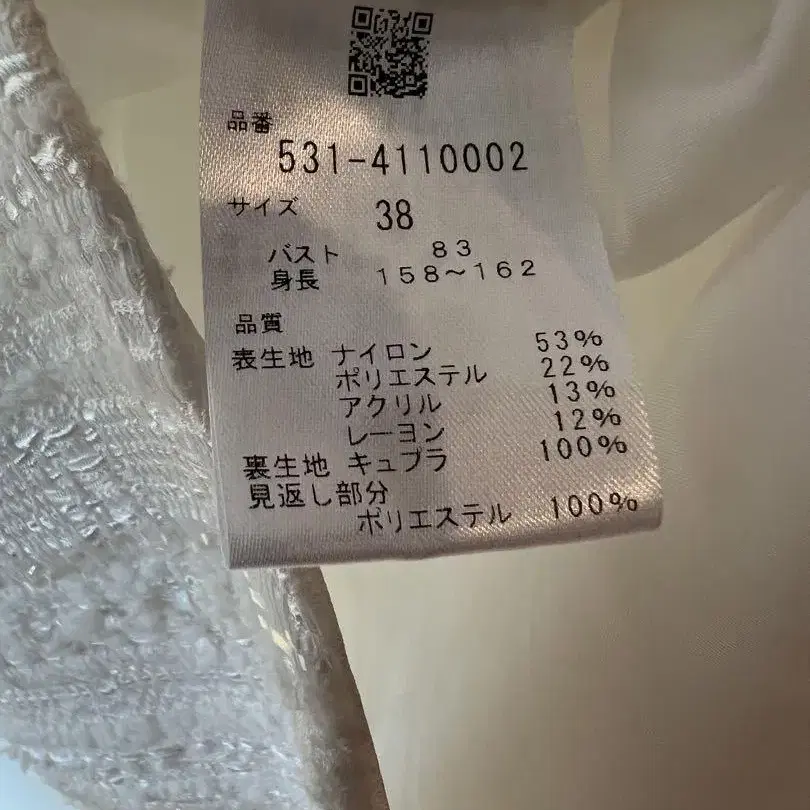 品番
531-4110002
サイズ 38
バスト 83
身長 158～162
品質
表生地 ナイロン 53%
ポリエステル 22%
アクリル 13%
レーヨン 12%
裏生地 キュプラ 100%
見返し部分
ポリエステル 100%